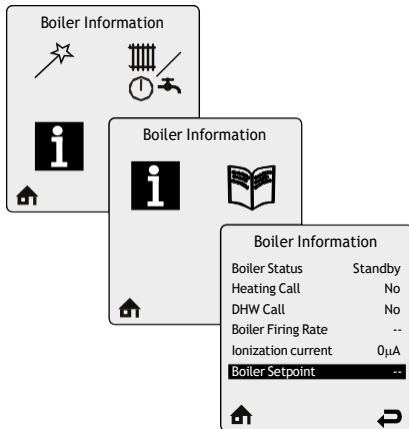 Boiler Information
i
Boiler Information
i
Boiler Information
Boiler Status Standby
Heating Call No
DHW Call No
Boiler Firing Rate --
Ionization current 0µA
Boiler Setpoint --